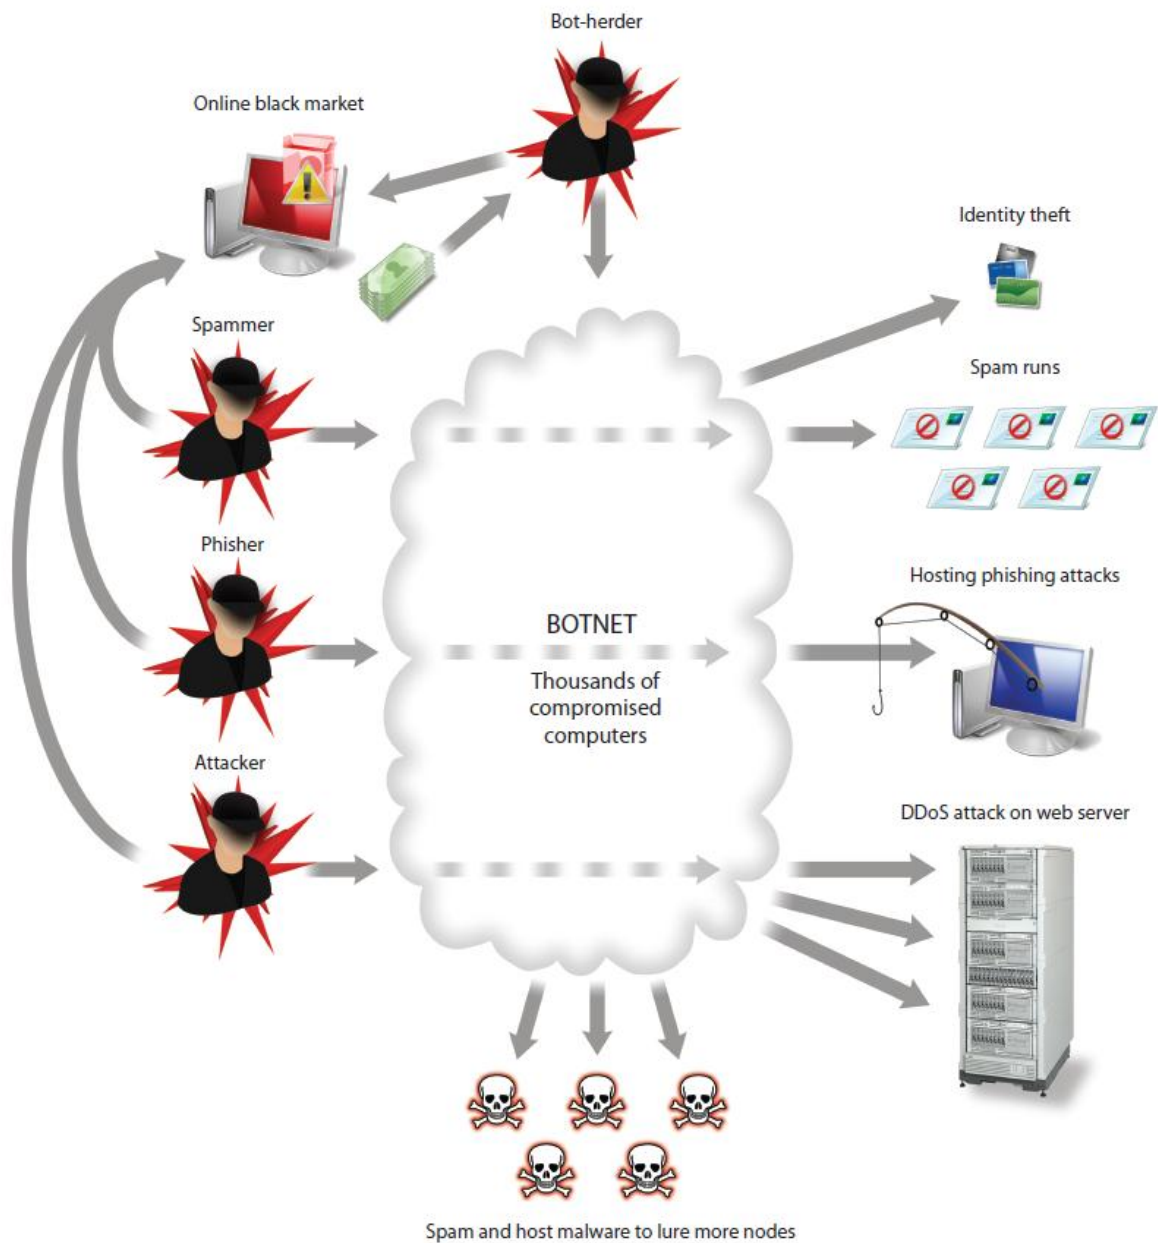 Bot-herder
Online black market
Identity theft
Spammer
Spam runs
Phisher
Hosting phishing attacks
BOTNET
Thousands of
compromised
computers
Attacker
DDoS attack on web server
Spam and host malware to lure more nodes